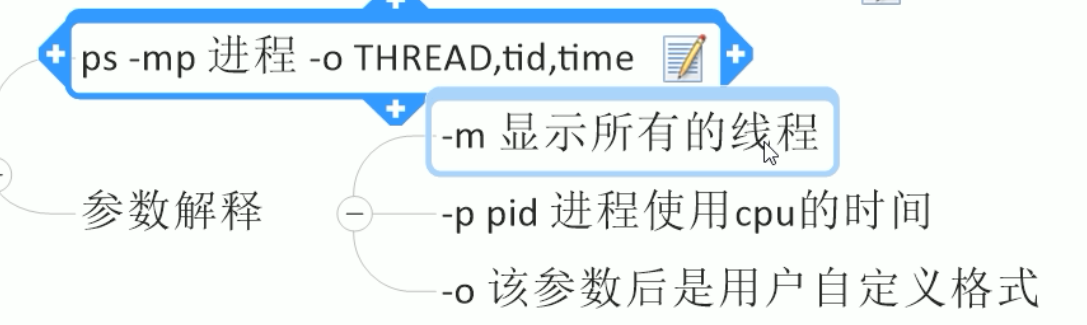 ps -mp 进程 -o THREAD,tid,time
-m 显示所有的线程
参数解释
-p pid 进程使用cpu的时间
-o 该参数后是用户自定义格式